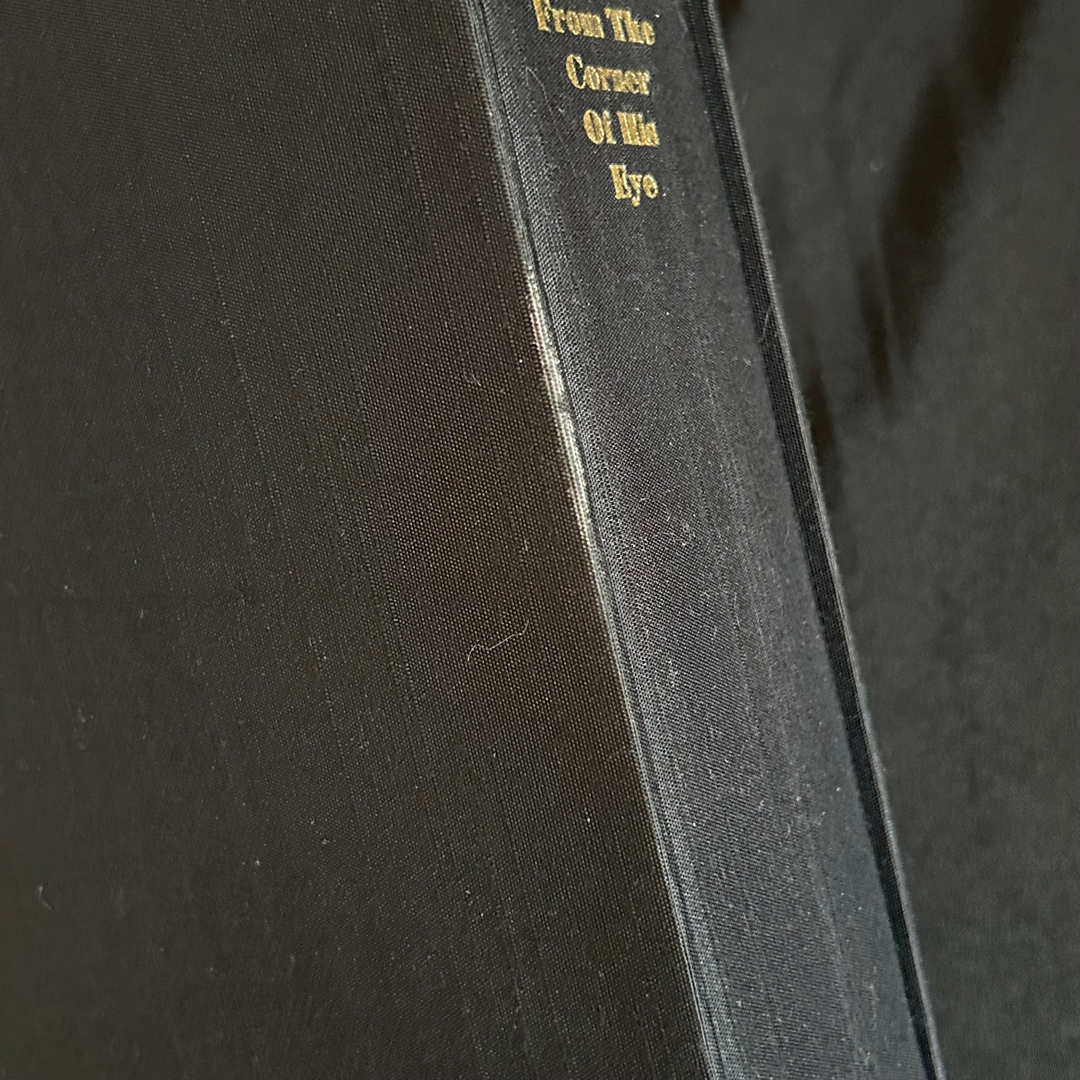 From The
Corner
Of His
Eye